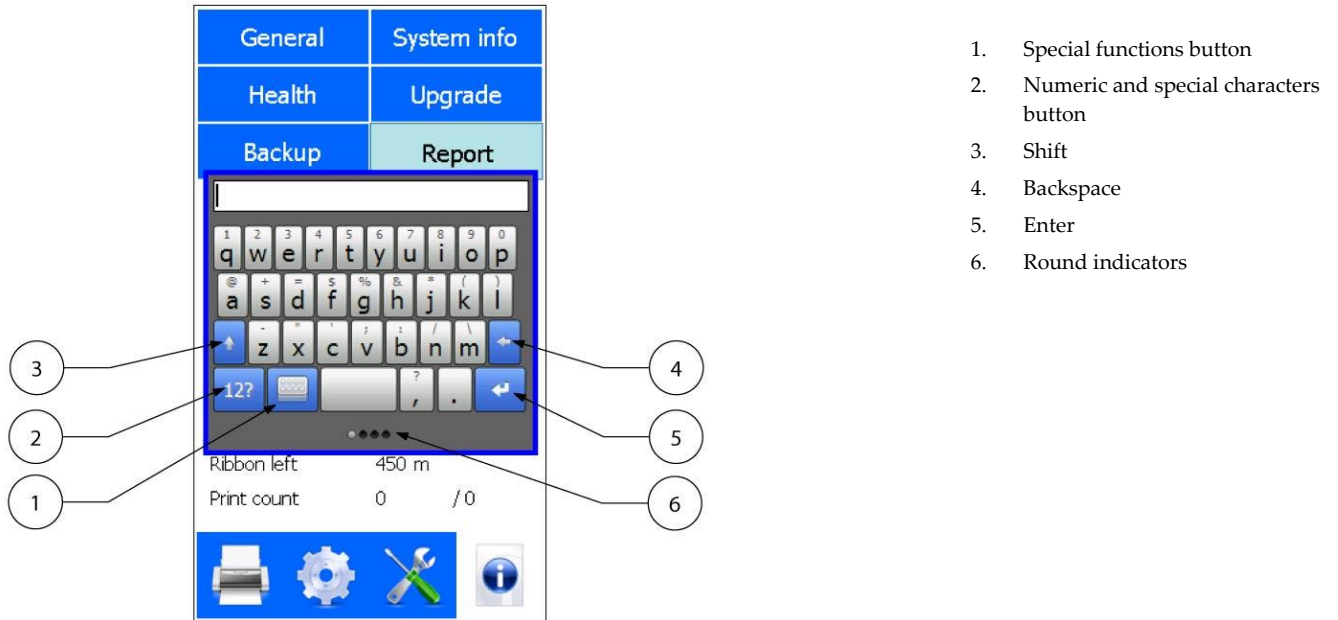 General System info
Health Upgrade
Backup Report
1 2 3 4 5 6 7 8 9 0
q w e r t y u i o p
@ + = $ % & * ( )
a s d f g h j k l
- " ' ; : / \
z x c v b n m
12? ?
, .
Ribbon left 450 m
Print count 0 / 0
3
2
1
4
5
6
1. Special functions button
2. Numeric and special characters
button
3. Shift
4. Backspace
5. Enter
6. Round indicators